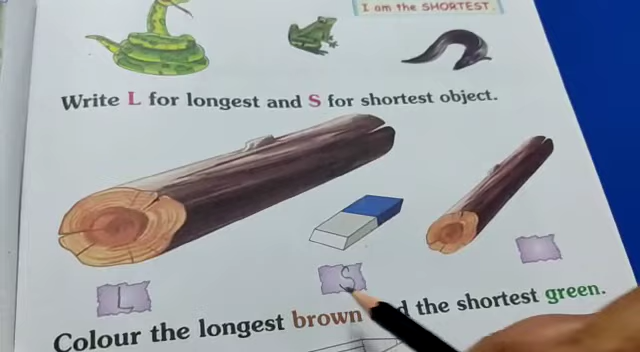 I am the SHORTEST.
Write L for longest and S for shortest object.
L
S
Colour the longest brown the shortest green.